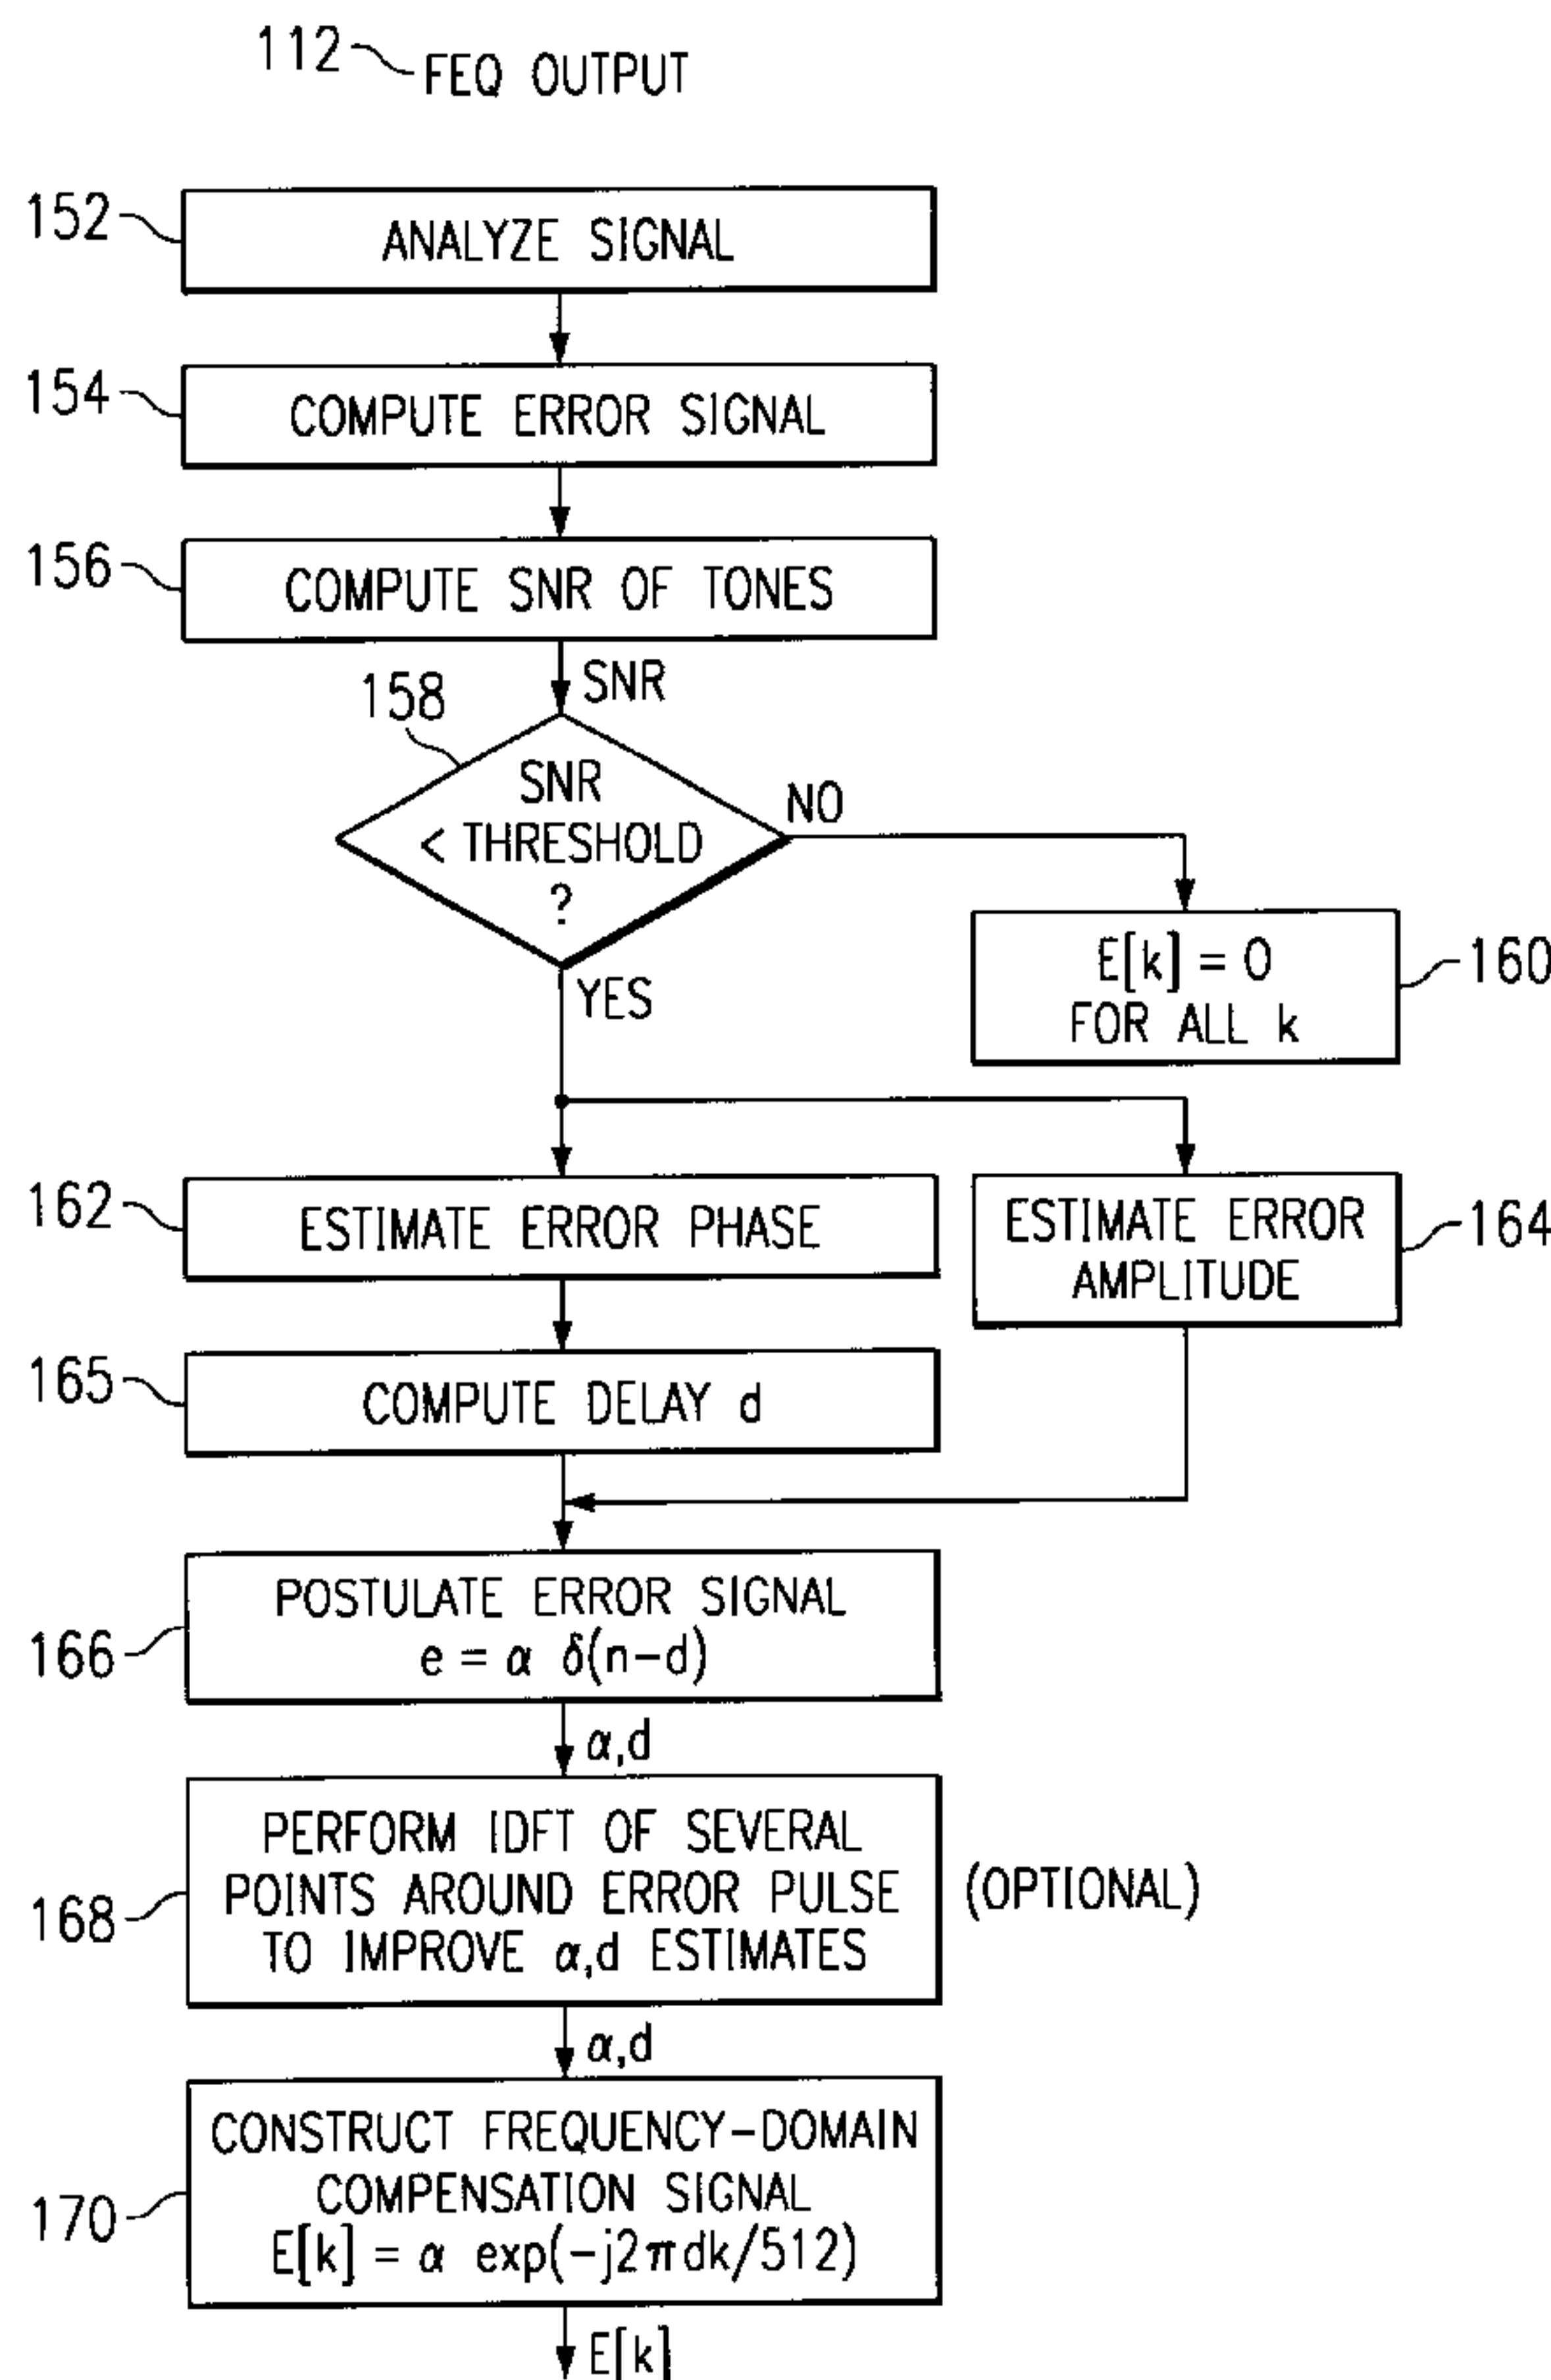 112
FEQ OUTPUT
152
ANALYZE SIGNAL
154
COMPUTE ERROR SIGNAL
156
COMPUTE SNR OF TONES
SNR
158
SNR
< THRESHOLD
?
NO
YES
E[k] = 0
FOR ALL k
160
162
ESTIMATE ERROR PHASE
ESTIMATE ERROR
AMPLITUDE
164
165
COMPUTE DELAY d
166
POSTULATE ERROR SIGNAL
e = α δ(n-d)
α,d
168
PERFORM IDFT OF SEVERAL
POINTS AROUND ERROR PULSE
TO IMPROVE α,d ESTIMATES
(OPTIONAL)
α,d
170
CONSTRUCT FREQUENCY-DOMAIN
COMPENSATION SIGNAL
E[k] = α exp(-j2πdk/512)
E[k]